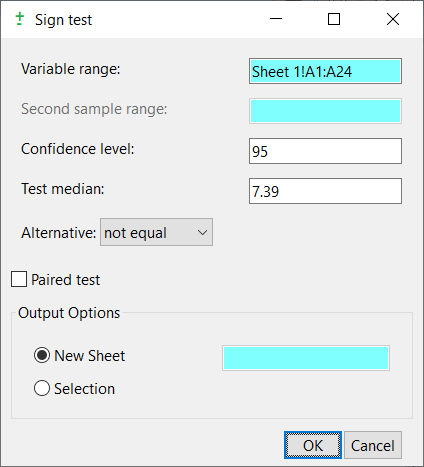 Sign test
Variable range: Sheet 1!A1:A24
Second sample range:
Confidence level: 95
Test median: 7.39
Alternative: not equal
Paired test
Output Options
New Sheet
Selection
OK Cancel